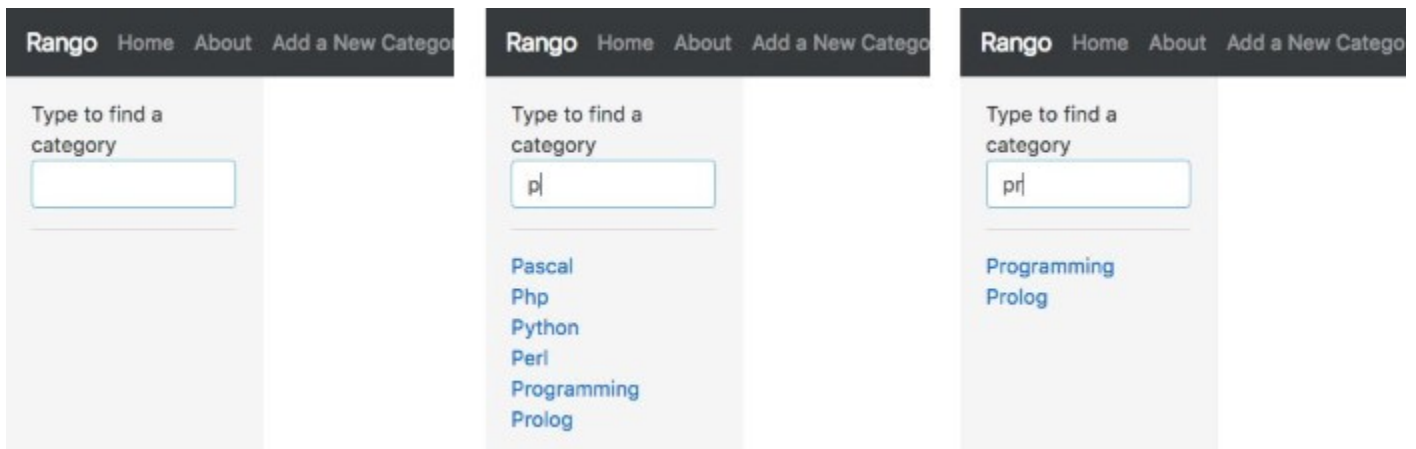 Rango Home About Add a New Categor
Type to find a
category
Rango Home About Add a New Catego
Type to find a
category
p
Pascal
Php
Python
Perl
Programming
Prolog
Rango Home About Add a New Catego
Type to find a
category
pr
Programming
Prolog